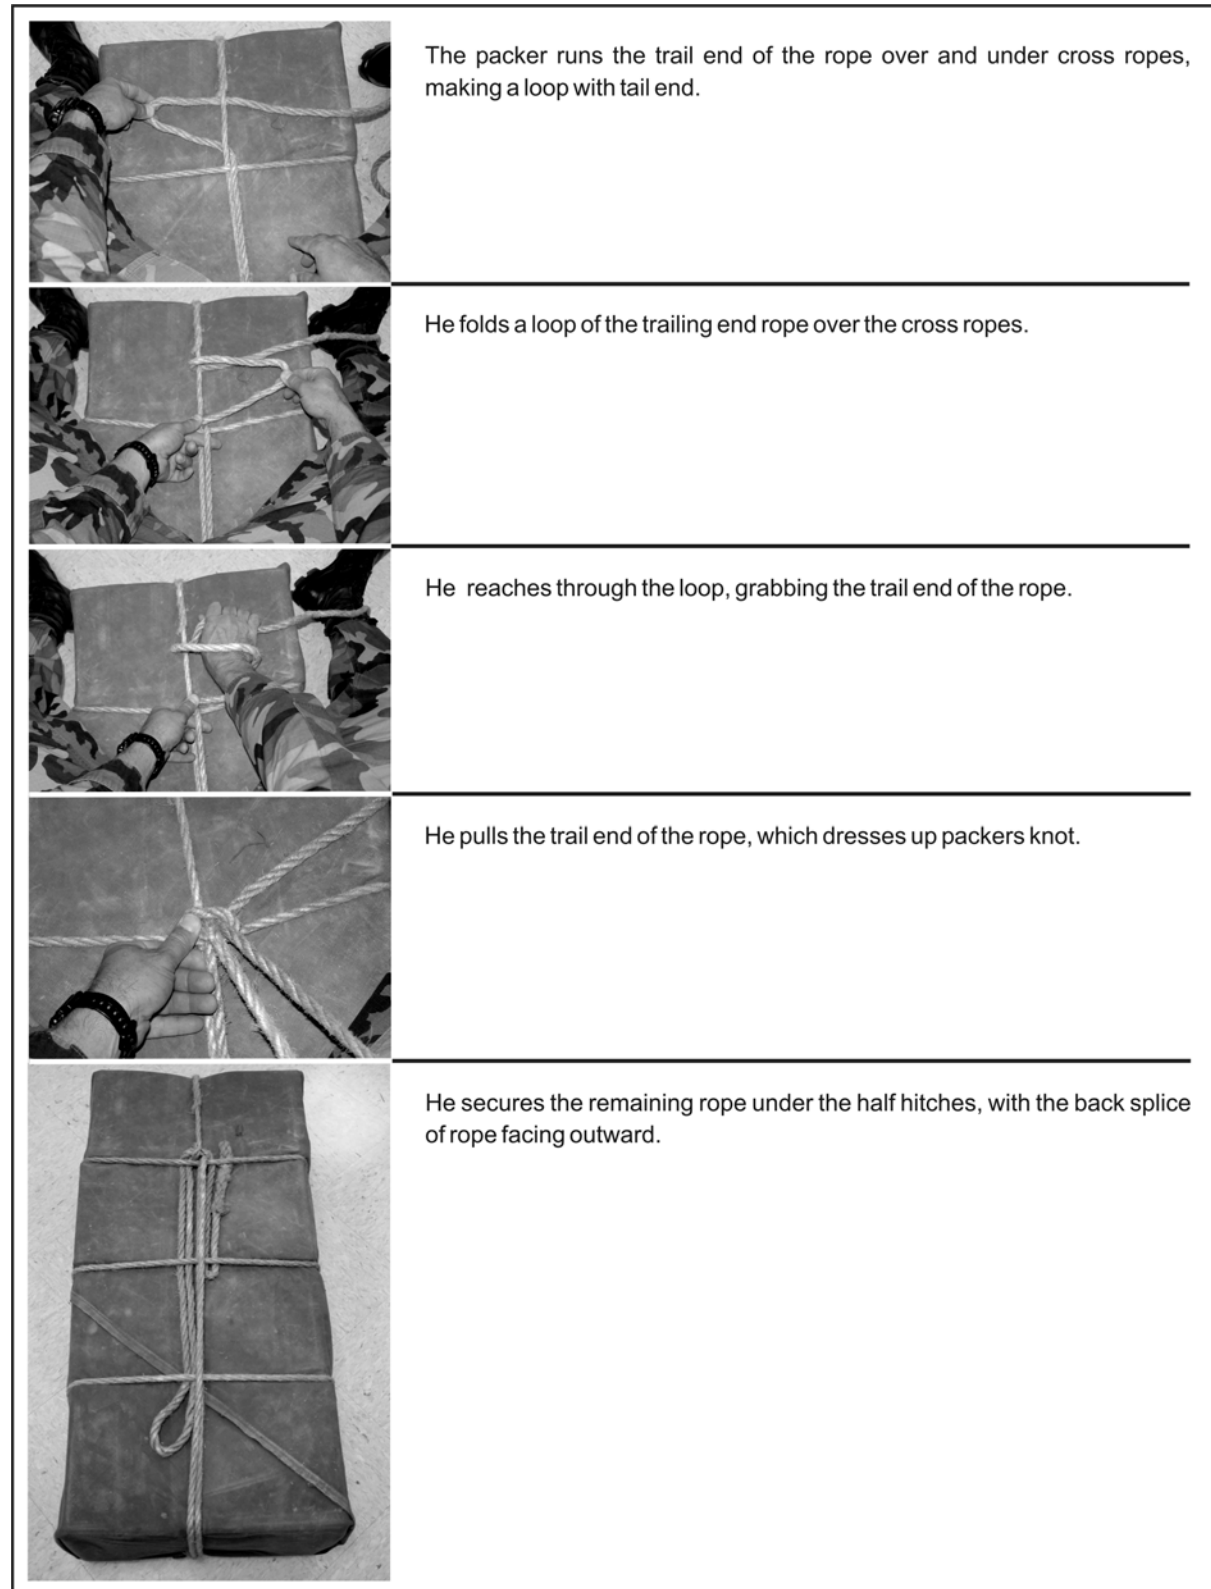 The packer runs the trail end of the rope over and under cross ropes,
making a loop with tail end.
He folds a loop of the trailing end rope over the cross ropes.
He reaches through the loop, grabbing the trail end of the rope.
He pulls the trail end of the rope, which dresses up packers knot.
He secures the remaining rope under the half hitches, with the back splice
of rope facing outward.